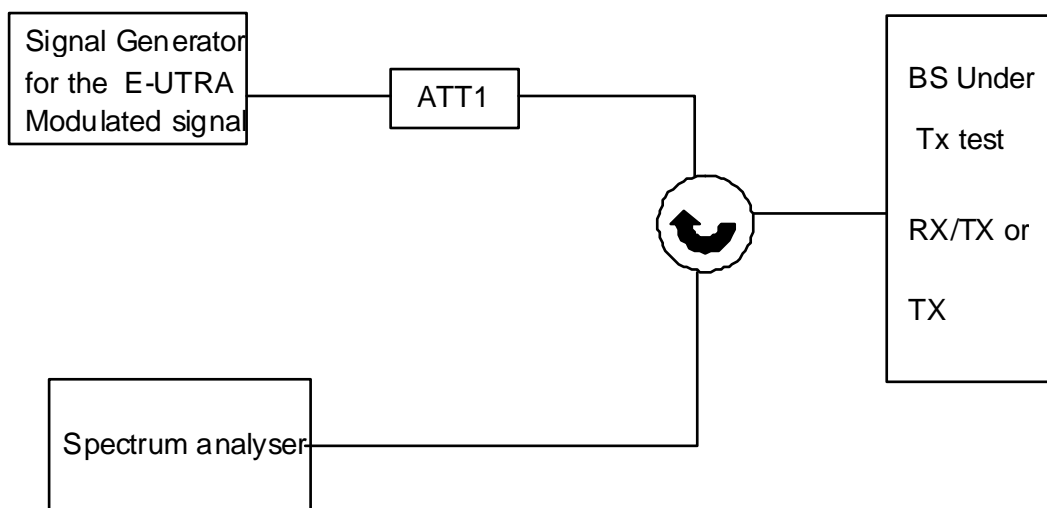 Signal Generator
for the E-UTRA
Modulated signal
ATT1
BS Under
Tx test
RX/TX or
TX
Spectrum analyser